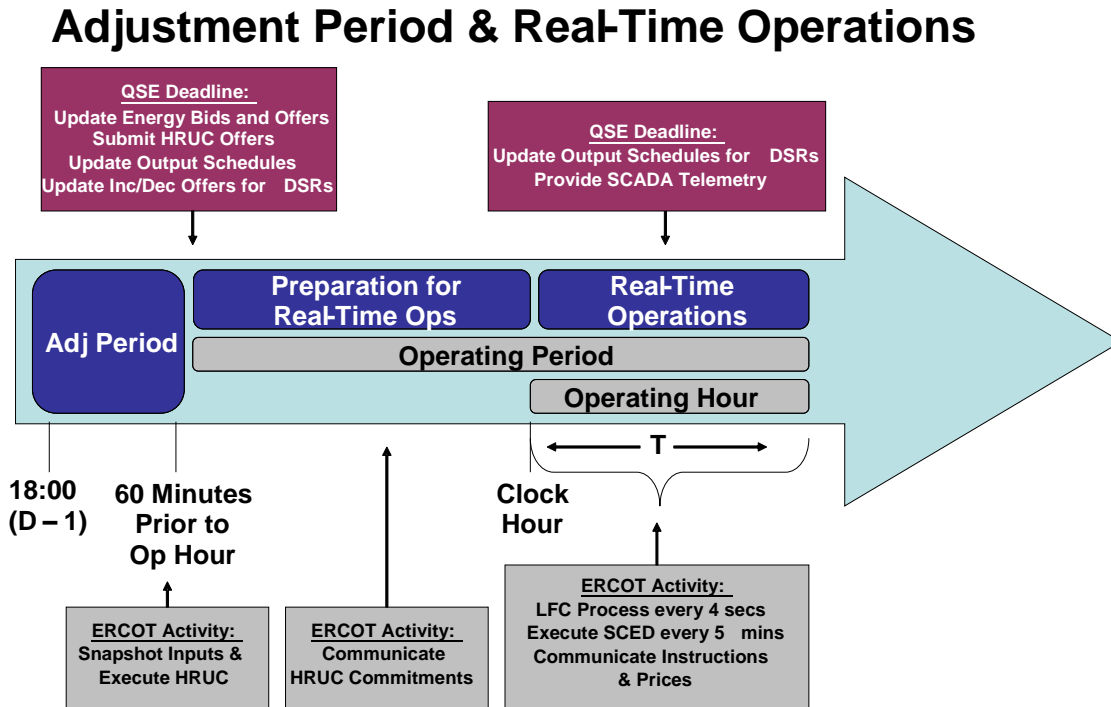 Adjustment Period & Real-Time Operations
QSE Deadline:
Update Energy Bids and Offers
Submit HRUC Offers
Update Output Schedules
Update Inc/Dec Offers for DSRs
QSE Deadline:
Update Output Schedules for DSRs
Provide SCADA Telemetry
Adj Period
Preparation for
Real-Time Ops
Real-Time
Operations
Operating Period
Operating Hour
T
18:00
(D – 1)
60 Minutes
Prior to
Op Hour
Clock
Hour
ERCOT Activity:
Snapshot Inputs &
Execute HRUC
ERCOT Activity:
Communicate
HRUC Commitments
ERCOT Activity:
LFC Process every 4 secs
Execute SCED every 5 mins
Communicate Instructions
& Prices